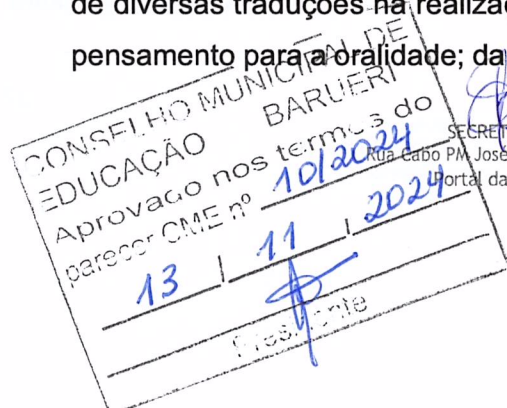 de diversas traduções na realizaç
pensamento para a oralidade; da
CONSELHO MUNICIPAL DE
EDUCAÇÃO BARUERI
Aprovado nos termos do
parecer CME nº 10/2024
13 / 11 / 2024
Presidente
SECRET
Rua Cabo PM José
Portal da